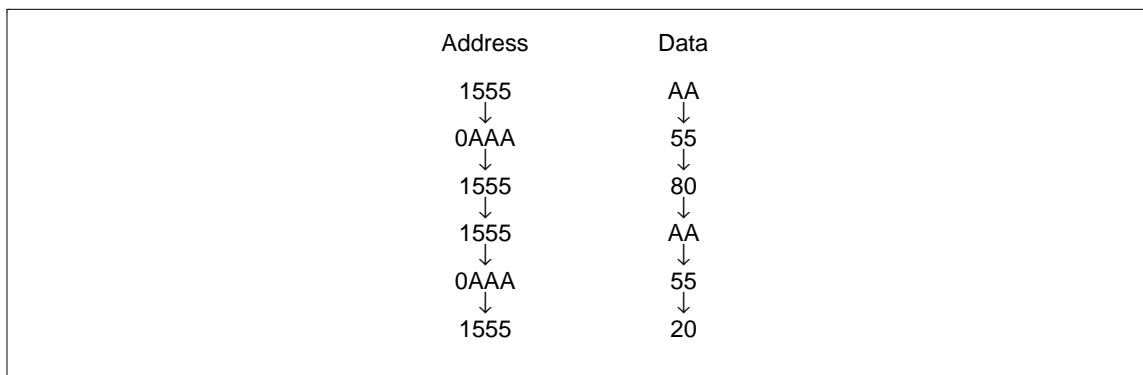 Address Data
1555 AA
↓ ↓
0AAA 55
↓ ↓
1555 80
↓ ↓
1555 AA
↓ ↓
0AAA 55
↓ ↓
1555 20